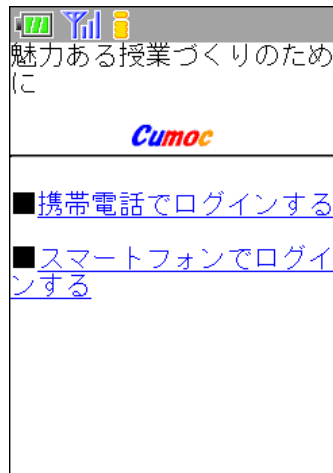 魅力ある授業づくりのため
に
Cumoc
■携帯電話でログインする
■スマートフォンでログイ
ンする